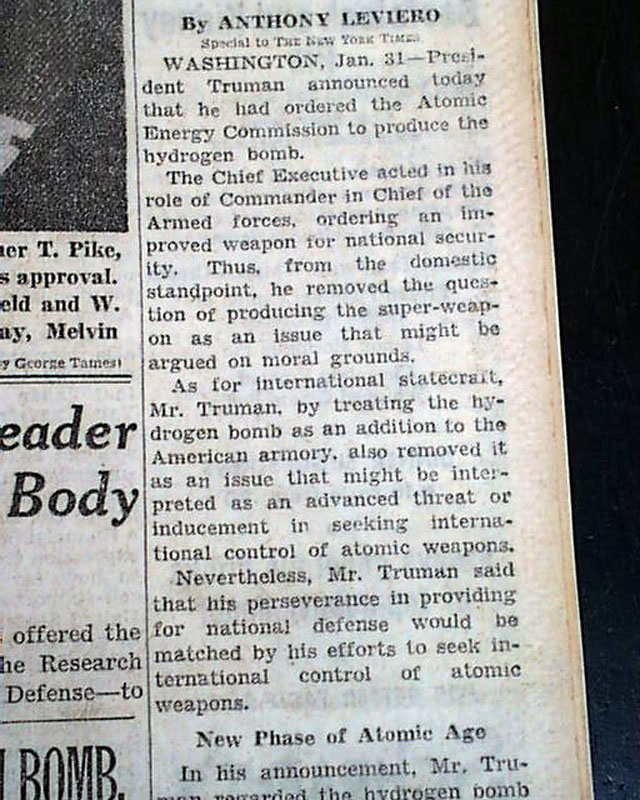 By ANTHONY LEVIERO
Special to THE NEW YORK TIMES.
WASHINGTON, Jan. 31—Presi-
dent Truman announced today
that he had ordered the Atomic
Energy Commission to produce the
hydrogen bomb.
The Chief Executive acted in his
role of Commander in Chief of the
Armed forces, ordering an im-
proved weapon for national secur-
ity. Thus, from the domestic
standpoint, he removed the ques-
tion of producing the super-weap-
on as an issue that might be
argued on moral grounds.
As for international statecraft,
Mr. Truman, by treating the hy-
drogen bomb as an addition to the
American armory, also removed it
as an issue that might be inter-
preted as an advanced threat or
inducement in seeking interna-
tional control of atomic weapons.
Nevertheless, Mr. Truman said
that his perseverance in providing
for national defense would be
matched by his efforts to seek in-
ternational control of atomic
weapons.
New Phase of Atomic Age
In his announcement, Mr. Tru-
man regarded the hydrogen bomb
ner T. Pike,
s approval.
eld and W.
ay, Melvin
y George Tames)
eader
Body
offered the
he Research
Defense—to
BOMB,